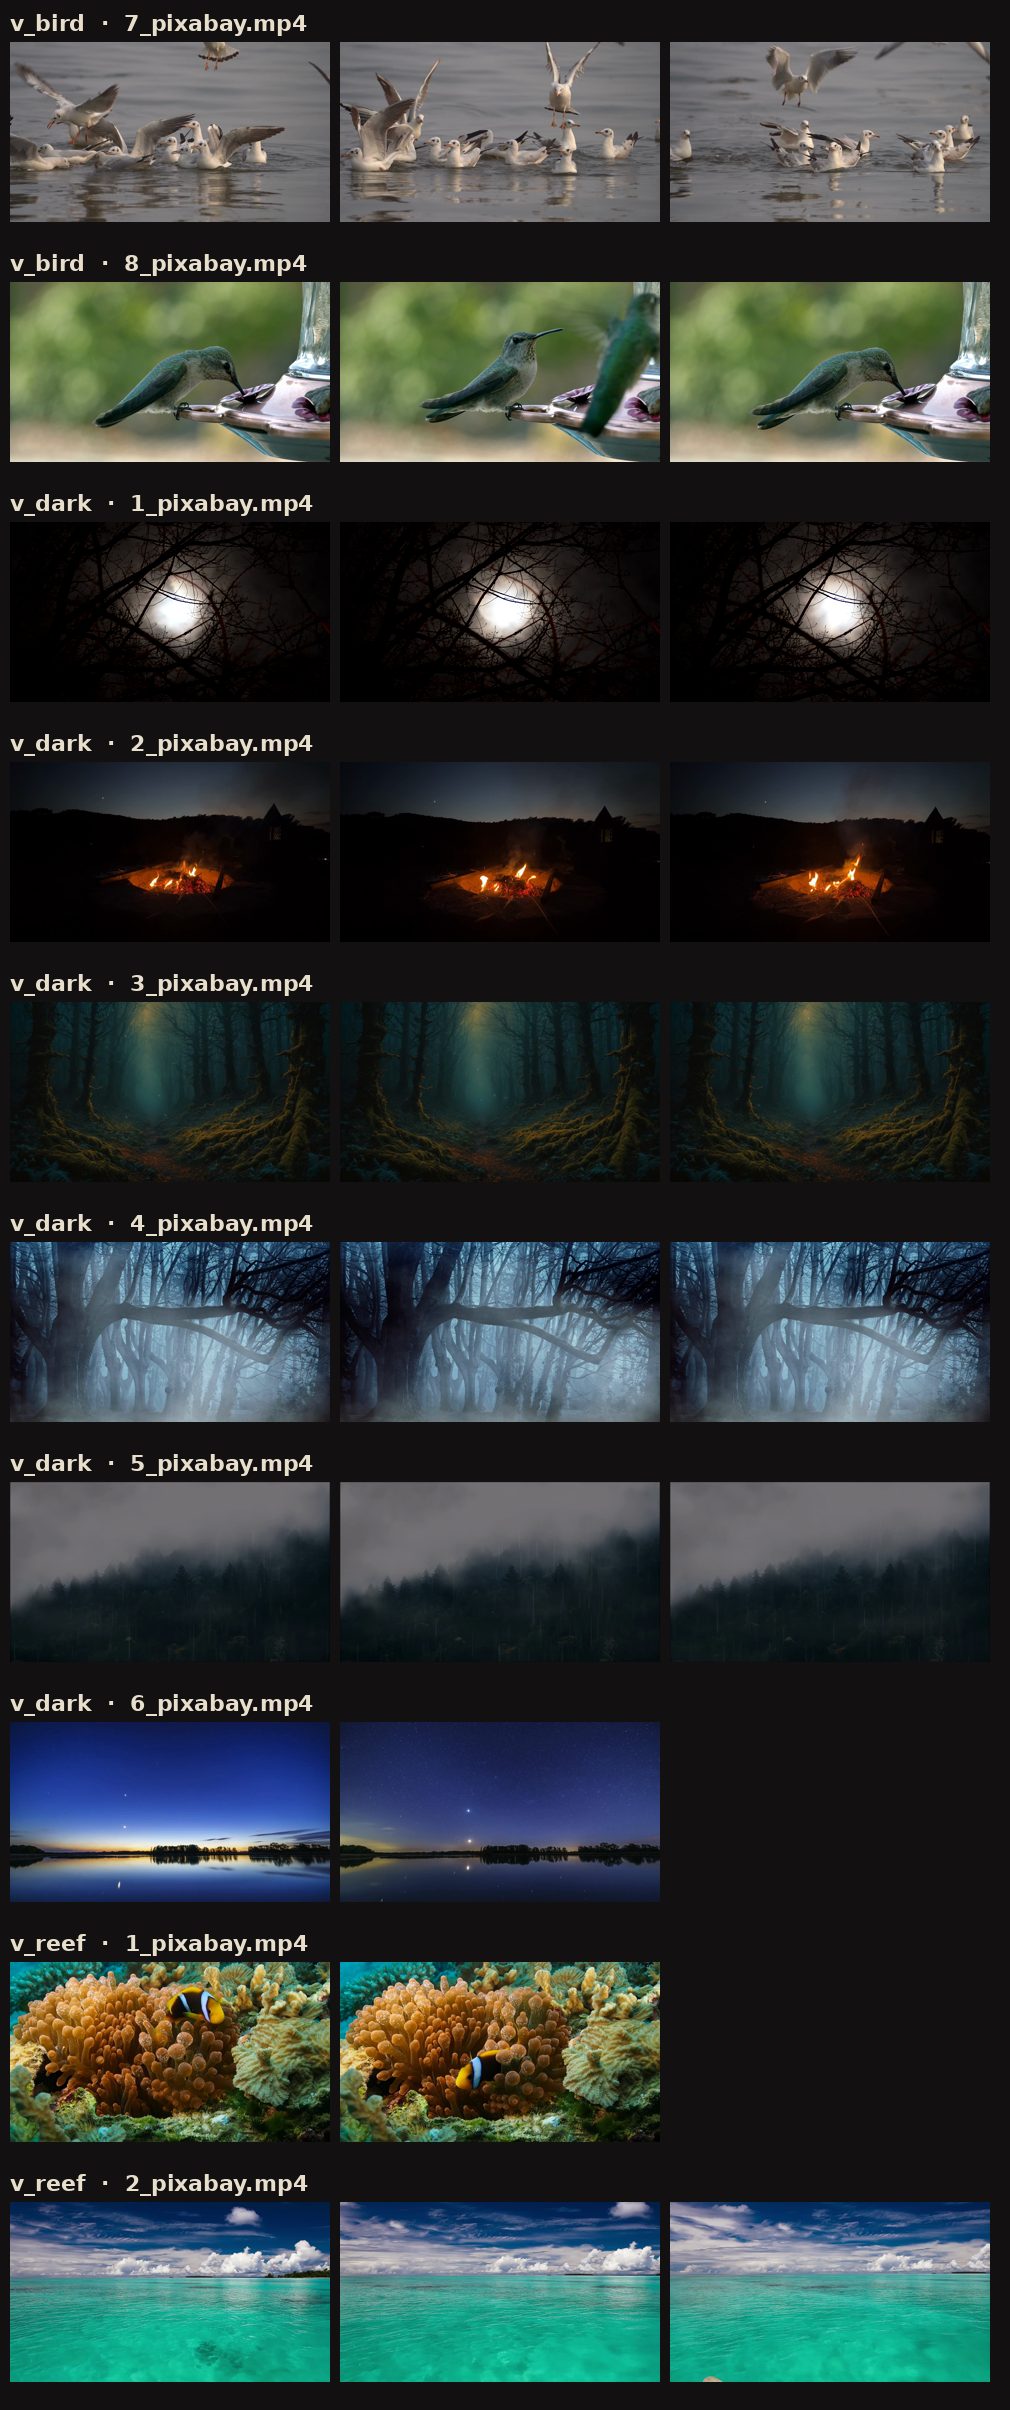 v_bird · 7_pixabay.mp4
v_bird · 8_pixabay.mp4
v_dark · 1_pixabay.mp4
v_dark · 2_pixabay.mp4
v_dark · 3_pixabay.mp4
v_dark · 4_pixabay.mp4
v_dark · 5_pixabay.mp4
v_dark · 6_pixabay.mp4
v_reef · 1_pixabay.mp4
v_reef · 2_pixabay.mp4